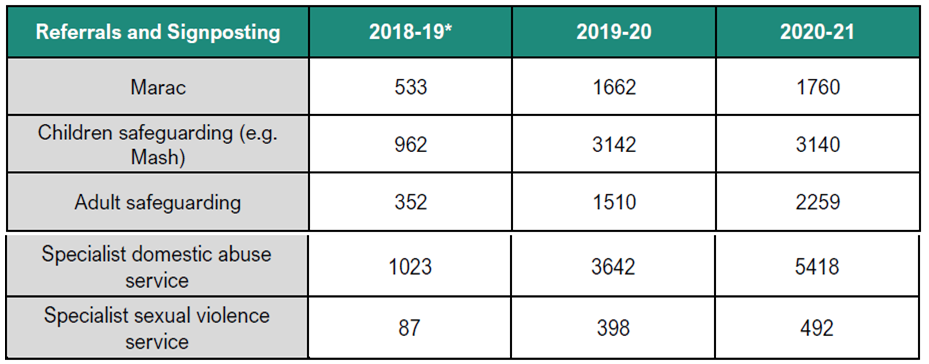 Referrals and Signposting 2018-19* 2019-20 2020-21
Marac 533 1662 1760
Children safeguarding (e.g.
Mash) 962 3142 3140
Adult safeguarding 352 1510 2259
Specialist domestic abuse
service 1023 3642 5418
Specialist sexual violence
service 87 398 492